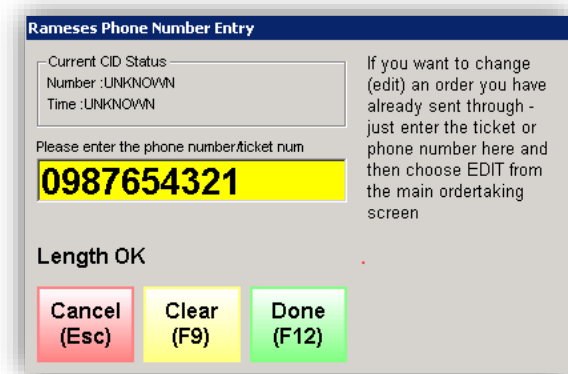 Rameses Phone Number Entry
Current CID Status
Number :UNKNOWN
Time :UNKNOWN
Please enter the phone number/ticket num
0987654321
Length OK
Cancel
(Esc)
Clear
(F9)
Done
(F12)
If you want to change
(edit) an order you have
already sent through -
just enter the ticket or
phone number here and
then choose EDIT from
the main ordertaking
screen